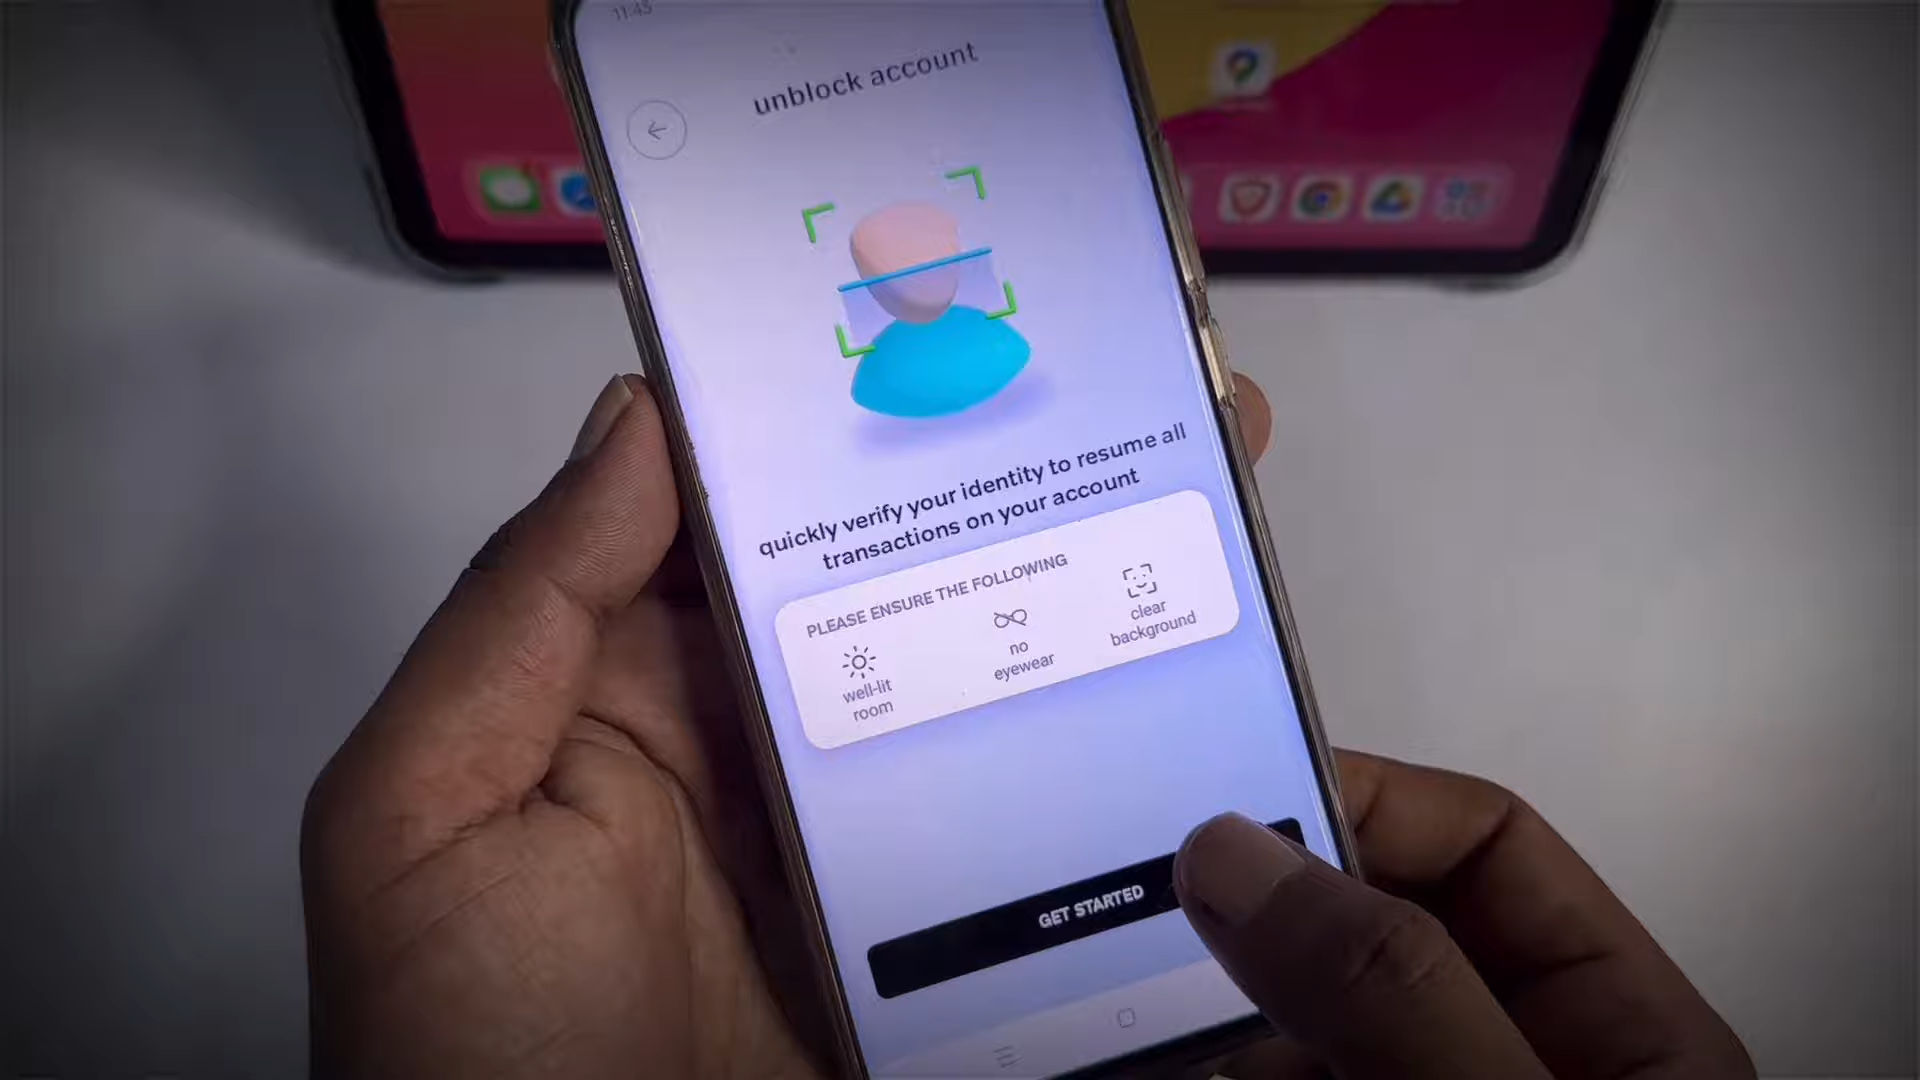 11:43
unblock account
quickly verify your identity to resume all
transactions on your account
PLEASE ENSURE THE FOLLOWING
well-lit
room
no
eyewear
clear
background
GET STARTED